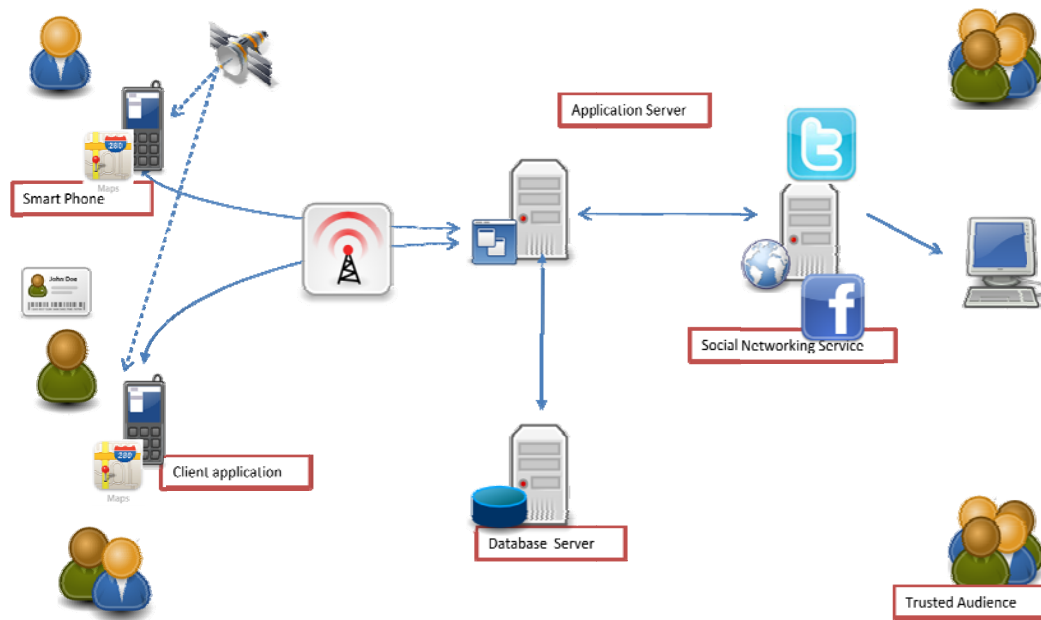 Application Server
280
Maps
Smart Phone
John Doe
Social Networking Service
280
Client application
Maps
Database Server
Trusted Audience